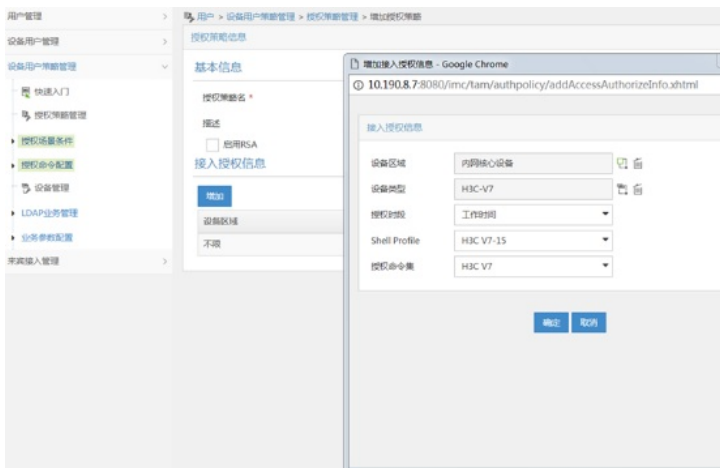 用户管理
设备用户管理
设备用户策略管理
快速入门
授权策略管理
授权场景条件
授权命令配置
设备管理
LDAP业务管理
业务参数配置
来宾接入管理
用户 > 设备用户策略管理 > 授权策略管理 > 增加授权策略
授权策略信息
基本信息
授权策略名 *
描述
启用RSA
接入授权信息
增加
设备区域
不限
增加接入授权信息 - Google Chrome
10.190.8.7:8080/imc/tam/authpolicy/addAccessAuthorizeInfo.xhtml
接入授权信息
设备区域 内网核心设备
设备类型 H3C-V7
授权时段 工作时间
Shell Profile H3C V7-15
授权命令集 H3C V7
确定 取消